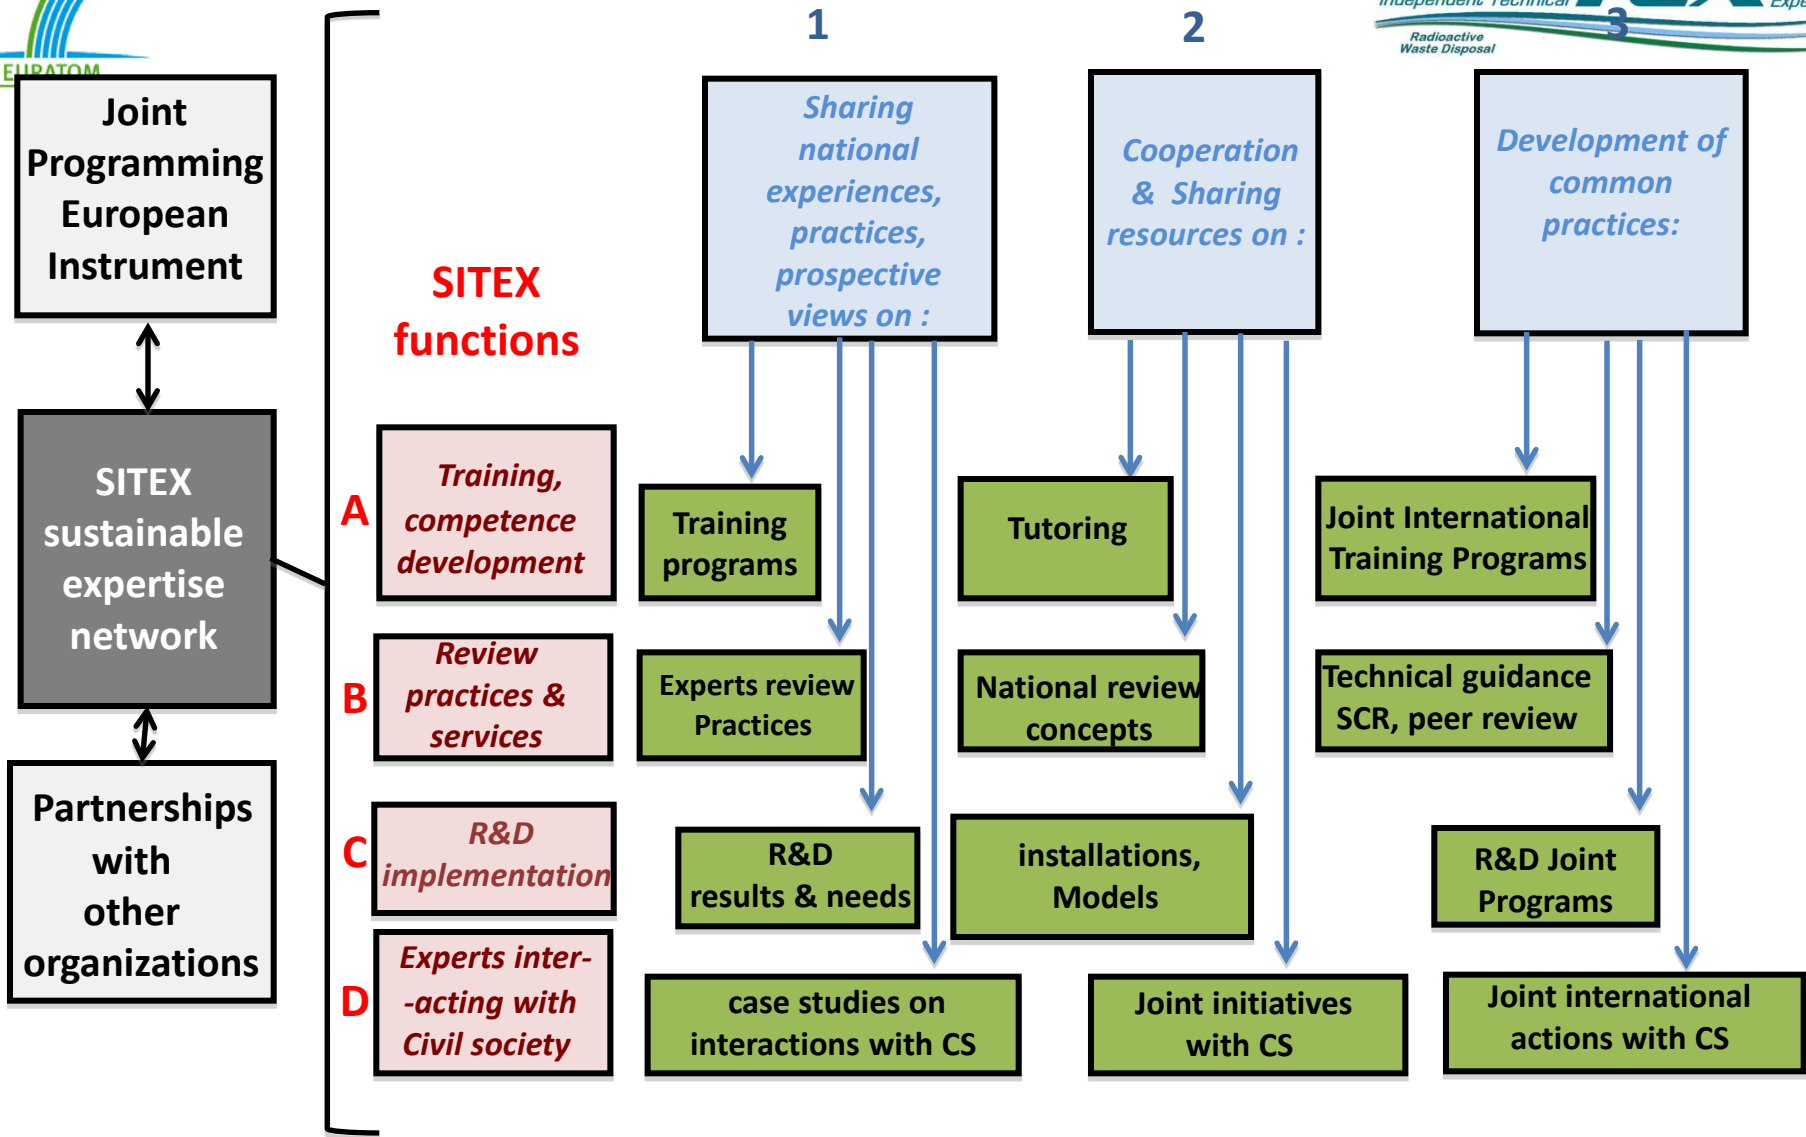 EURATOM
Independent Technical
Radioactive
Waste Disposal
1
2
3
Joint
Programming
European
Instrument
SITEX
sustainable
expertise
network
Partnerships
with
other
organizations
SITEX
functions
Sharing
national
experiences,
practices,
prospective
views on :
Cooperation
& Sharing
resources on :
Development of
common
practices:
A
Training,
competence
development
Training
programs
Tutoring
Joint International
Training Programs
B
Review
practices &
services
Experts review
Practices
National review
concepts
Technical guidance
SCR, peer review
C
R&D
implementation
R&D
results & needs
installations,
Models
R&D Joint
Programs
D
Experts inter-
-acting with
Civil society
case studies on
interactions with CS
Joint initiatives
with CS
Joint international
actions with CS